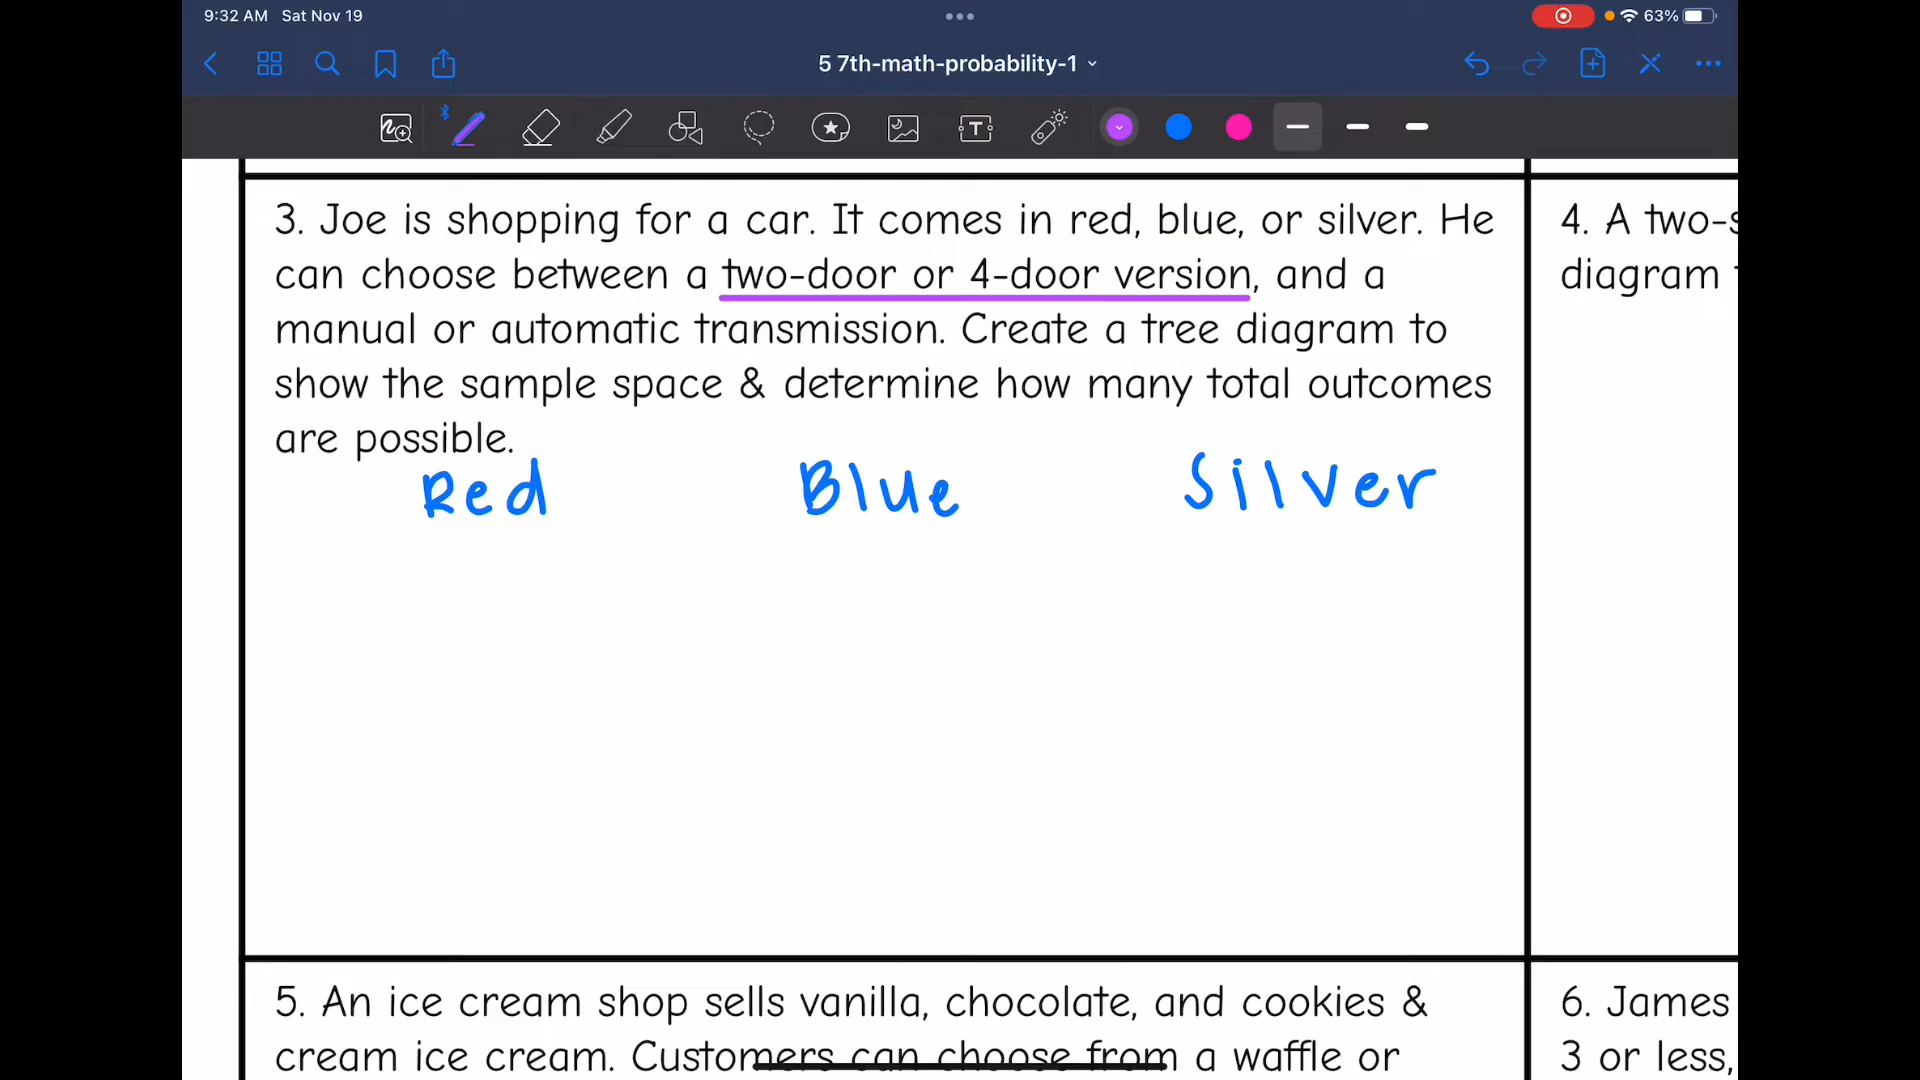 9:32 AM Sat Nov 19
63%
5 7th-math-probability-1
3. Joe is shopping for a car. It comes in red, blue, or silver. He
can choose between a two-door or 4-door version, and a
manual or automatic transmission. Create a tree diagram to
show the sample space & determine how many total outcomes
are possible.
Red Blue Silver
4. A two-
diagram
5. An ice cream shop sells vanilla, chocolate, and cookies &
cream ice cream. Customers can choose from a waffle or
6. James
3 or less,